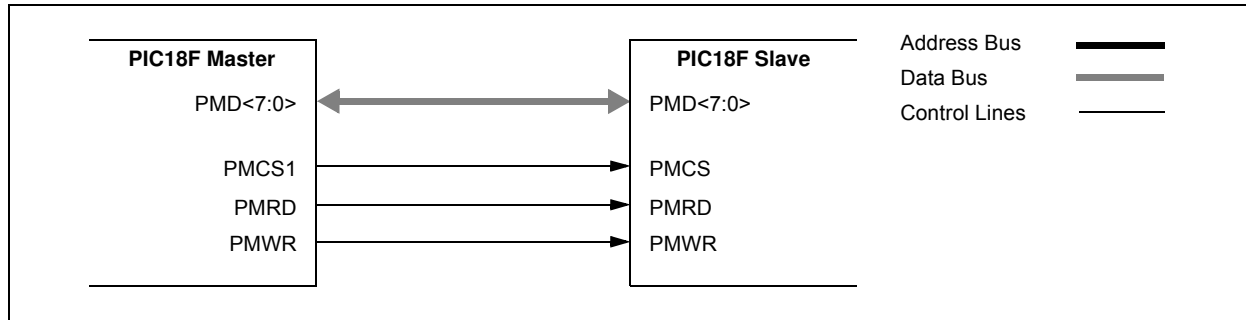 PIC18F Master
PMD<7:0>
PMCS1
PMRD
PMWR
PIC18F Slave
PMD<7:0>
PMCS
PMRD
PMWR
Address Bus
Data Bus
Control Lines